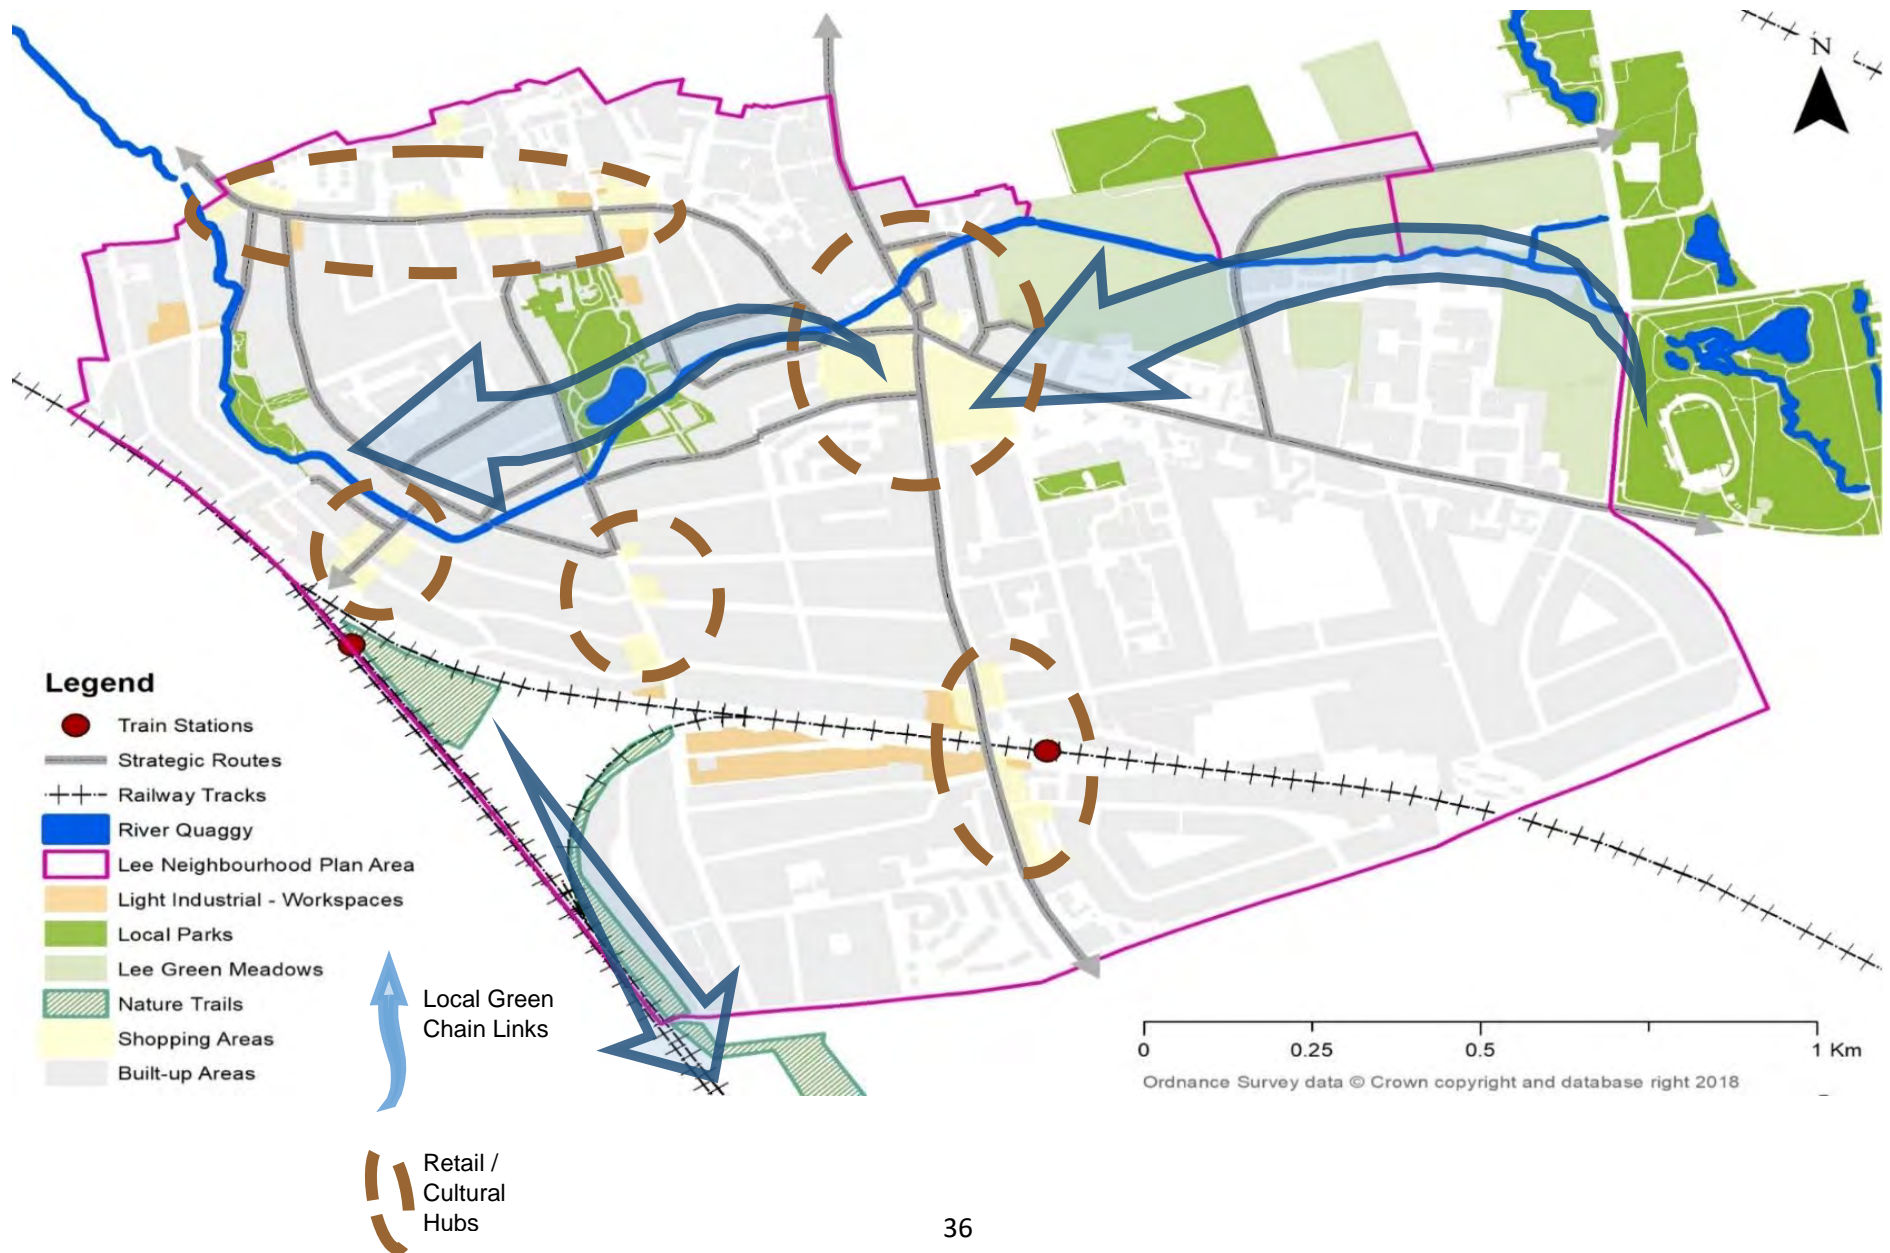 N
Legend
Train Stations
Strategic Routes
Railway Tracks
River Quaggy
Lee Neighbourhood Plan Area
Light Industrial - Workspaces
Local Parks
Lee Green Meadows
Nature Trails
Shopping Areas
Built-up Areas
Local Green
Chain Links
Retail /
Cultural
Hubs
0 0.25 0.5 1 Km
Ordnance Survey data © Crown copyright and database right 2018
36